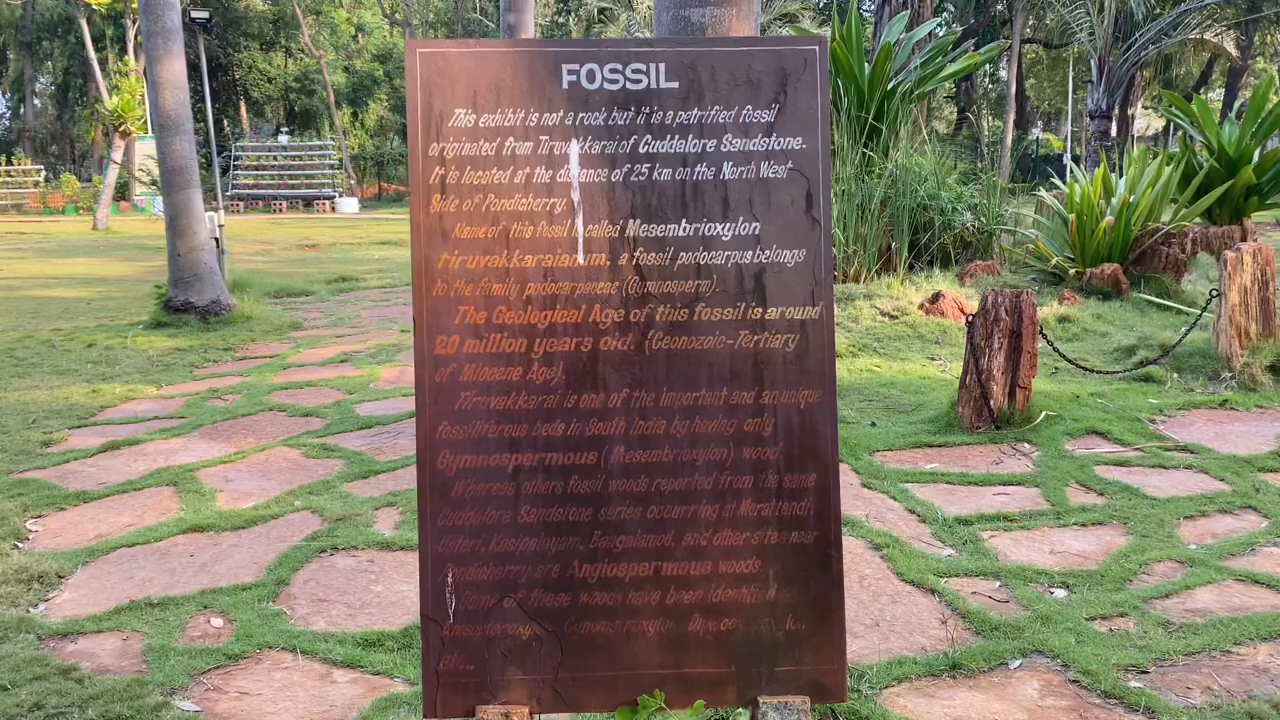 FOSSIL
This exhibit is not a rock but it is a petrified fossil
originated from Tiruvakkarai of Cuddalore Sandstone.
It is located at the distance of 25 km on the North West
Side of Pondicherry.
Name of this fossil is called Mesembrioxylon
tiruvakkaraianum, a fossil podocarpus belongs
to the family podocarpaceae (Gymnosperm).
The Geological Age of this fossil is around
20 million years old. (Ceonozoic-Tertiary
of Miocene Age).
Tiruvakkarai is one of the important and an unique
fossiliferous beds in South India by having only
Gymnospermous (Mesembrioxylon) wood.
Whereas others fossil woods reported from the same
Cuddalore Sandstone series occurring at Morattandi,
Usteri, Kasipalayam, Bangalamod, and other sites near
Pondicherry are Angiospermous woods
Some of these woods have been identified
etc..